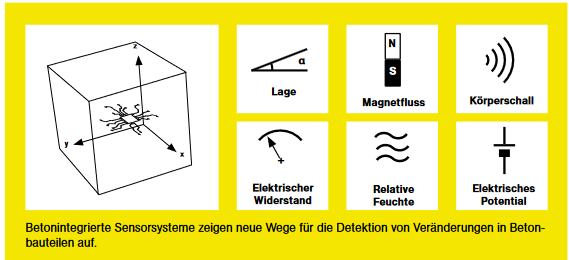 z
y
x
α
Lage
N
S
Magnetfluss
Körperschall
+
Elektrischer
Widerstand
Relative
Feuchte
Elektrisches
Potential
Betonintegrierte Sensorsysteme zeigen neue Wege für die Detektion von Veränderungen in Beton-
bauteilen auf.